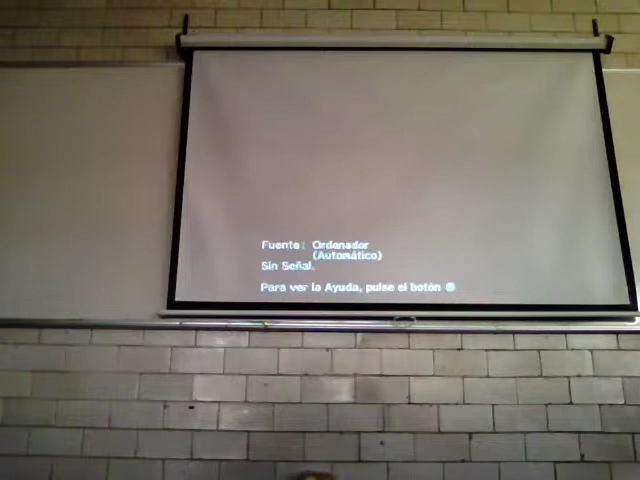 Fuente: Ordenador
(Automático)
Sin Señal.
Para ver la Ayuda, pulse el botón